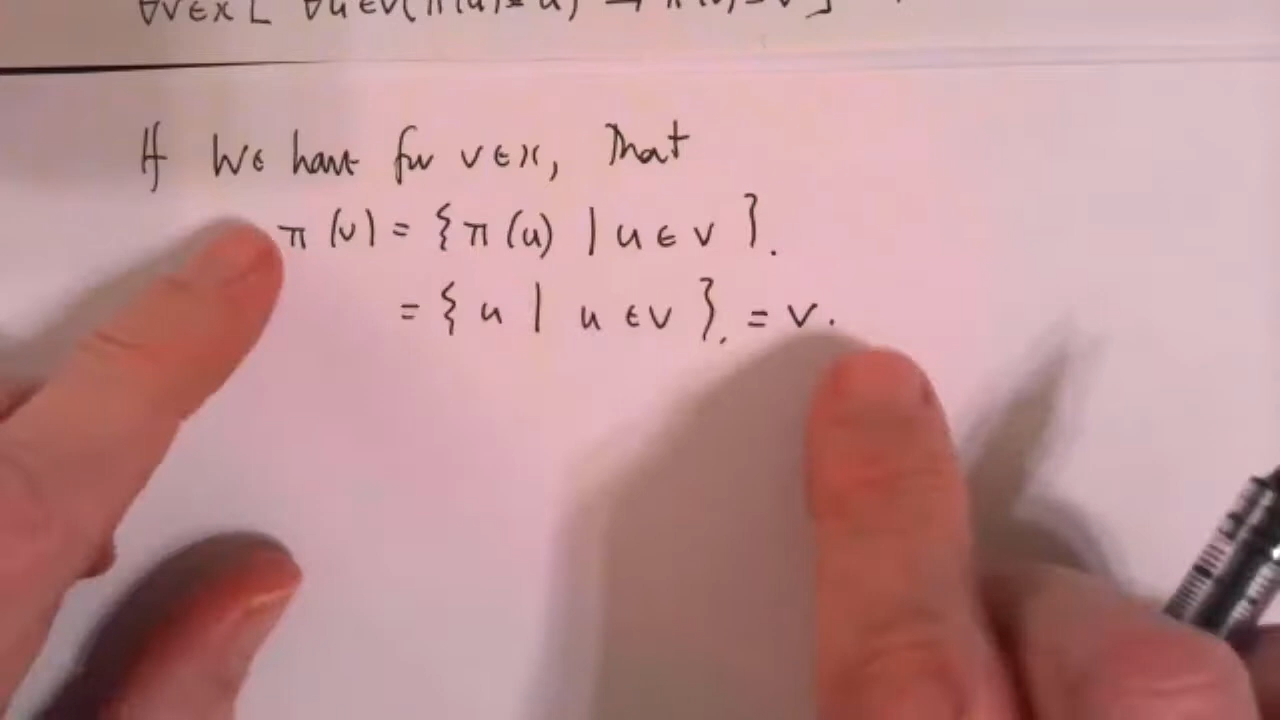 ∀v∈x [ ∀u∈v(π(u)=u) → π(v)=v ]
If We have for v∈x, That
π(v) = {π(u) | u ∈ v }.
= { u | u ∈ v }. = v.